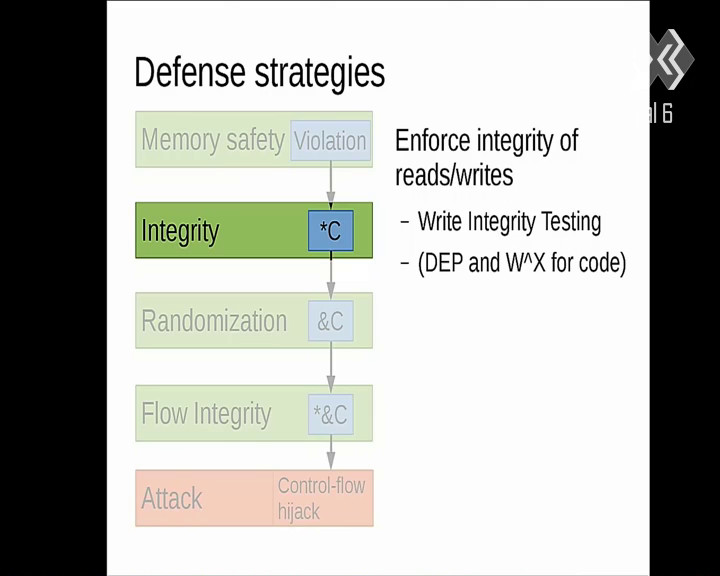 Defense strategies
Memory safety
Violation
Enforce integrity of
reads/writes
Integrity
*C
– Write Integrity Testing
– (DEP and W^X for code)
Randomization
&C
Flow Integrity
*&C
Attack
Control-flow
hijack
al 6